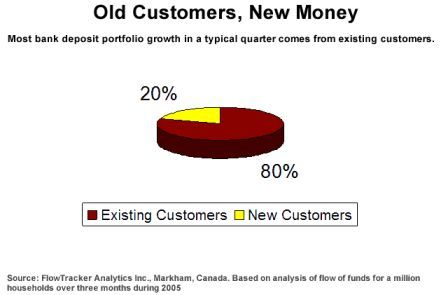 Old Customers, New Money
Most bank deposit portfolio growth in a typical quarter comes from existing customers.
20%
80%
Existing Customers New Customers
Source: FlowTracker Analytics Inc., Markham, Canada. Based on analysis of flow of funds for a million
households over three months during 2005